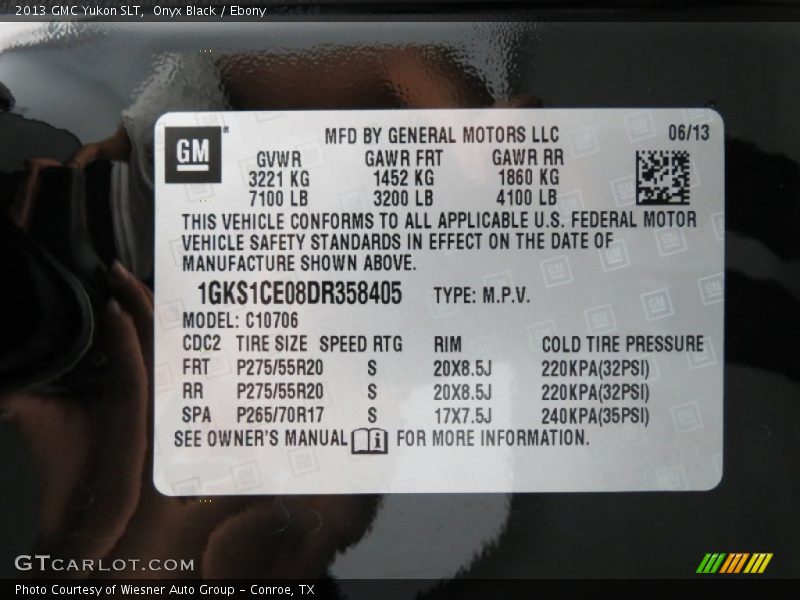 2013 GMC Yukon SLT, Onyx Black / Ebony
GM
MFD BY GENERAL MOTORS LLC 06/13
GVWR GAWR FRT GAWR RR
3221 KG 1452 KG 1860 KG
7100 LB 3200 LB 4100 LB
THIS VEHICLE CONFORMS TO ALL APPLICABLE U.S. FEDERAL MOTOR
VEHICLE SAFETY STANDARDS IN EFFECT ON THE DATE OF
MANUFACTURE SHOWN ABOVE.
1GKS1CE08DR358405 TYPE: M.P.V.
MODEL: C10706
CDC2 TIRE SIZE SPEED RTG RIM COLD TIRE PRESSURE
FRT P275/55R20 S 20X8.5J 220KPA(32PSI)
RR P275/55R20 S 20X8.5J 220KPA(32PSI)
SPA P265/70R17 S 17X7.5J 240KPA(35PSI)
SEE OWNER'S MANUAL i FOR MORE INFORMATION.
GTCARLOT.COM
Photo Courtesy of Wiesner Auto Group - Conroe, TX